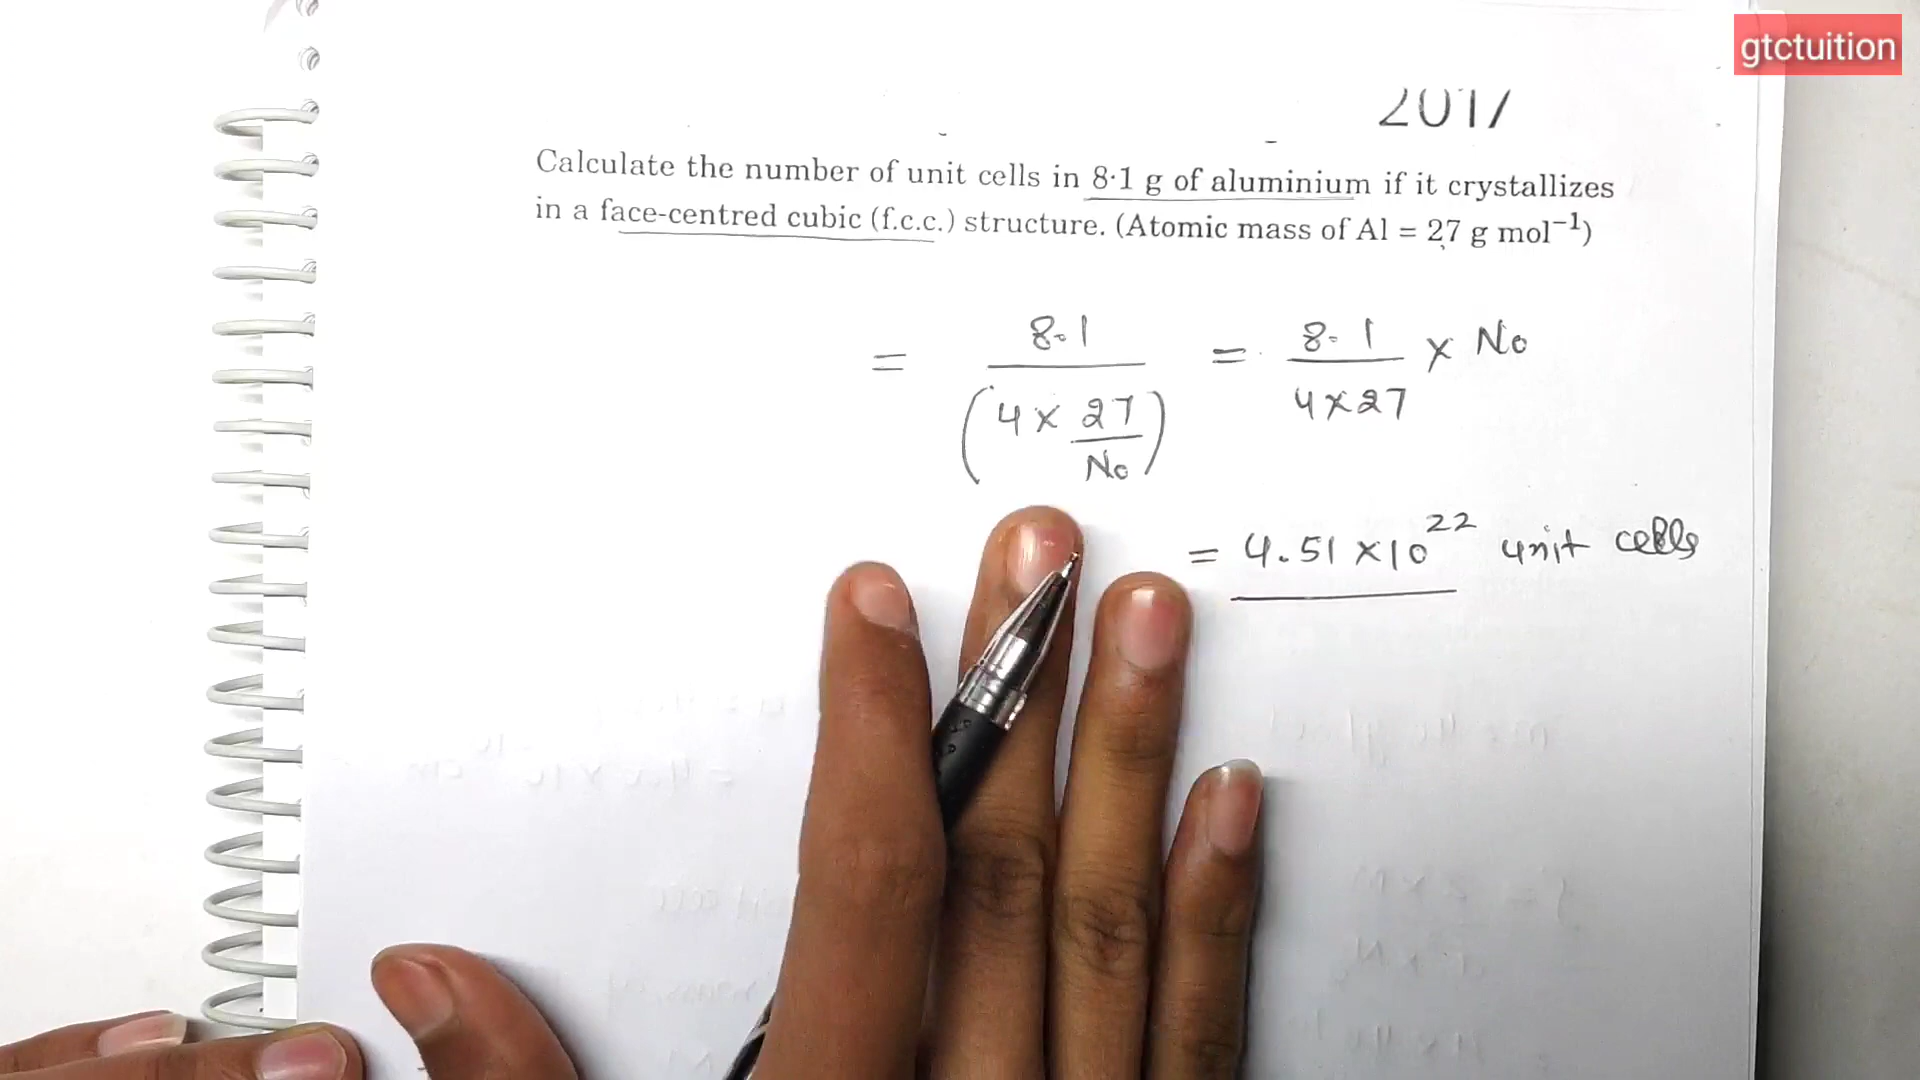 gtctuition
2017
Calculate the number of unit cells in 8·1 g of aluminium if it crystallizes
in a face-centred cubic (f.c.c.) structure. (Atomic mass of Al = 27 g mol⁻¹)
= 8.1 / (4 × 27/No) = 8.1 / 4×27 × No
= 4.51 ×10²² unit cells